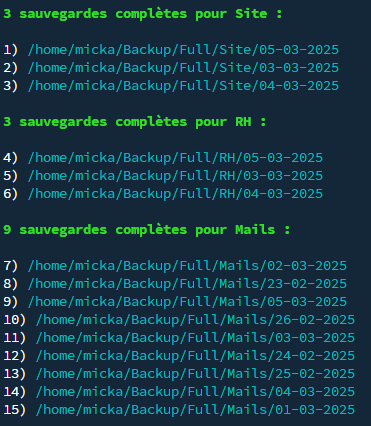 3 sauvegardes complètes pour Site :
1) /home/micka/Backup/Full/Site/05-03-2025
2) /home/micka/Backup/Full/Site/03-03-2025
3) /home/micka/Backup/Full/Site/04-03-2025
3 sauvegardes complètes pour RH :
4) /home/micka/Backup/Full/RH/05-03-2025
5) /home/micka/Backup/Full/RH/03-03-2025
6) /home/micka/Backup/Full/RH/04-03-2025
9 sauvegardes complètes pour Mails :
7) /home/micka/Backup/Full/Mails/02-03-2025
8) /home/micka/Backup/Full/Mails/23-02-2025
9) /home/micka/Backup/Full/Mails/05-03-2025
10) /home/micka/Backup/Full/Mails/26-02-2025
11) /home/micka/Backup/Full/Mails/03-03-2025
12) /home/micka/Backup/Full/Mails/24-02-2025
13) /home/micka/Backup/Full/Mails/25-02-2025
14) /home/micka/Backup/Full/Mails/04-03-2025
15) /home/micka/Backup/Full/Mails/01-03-2025